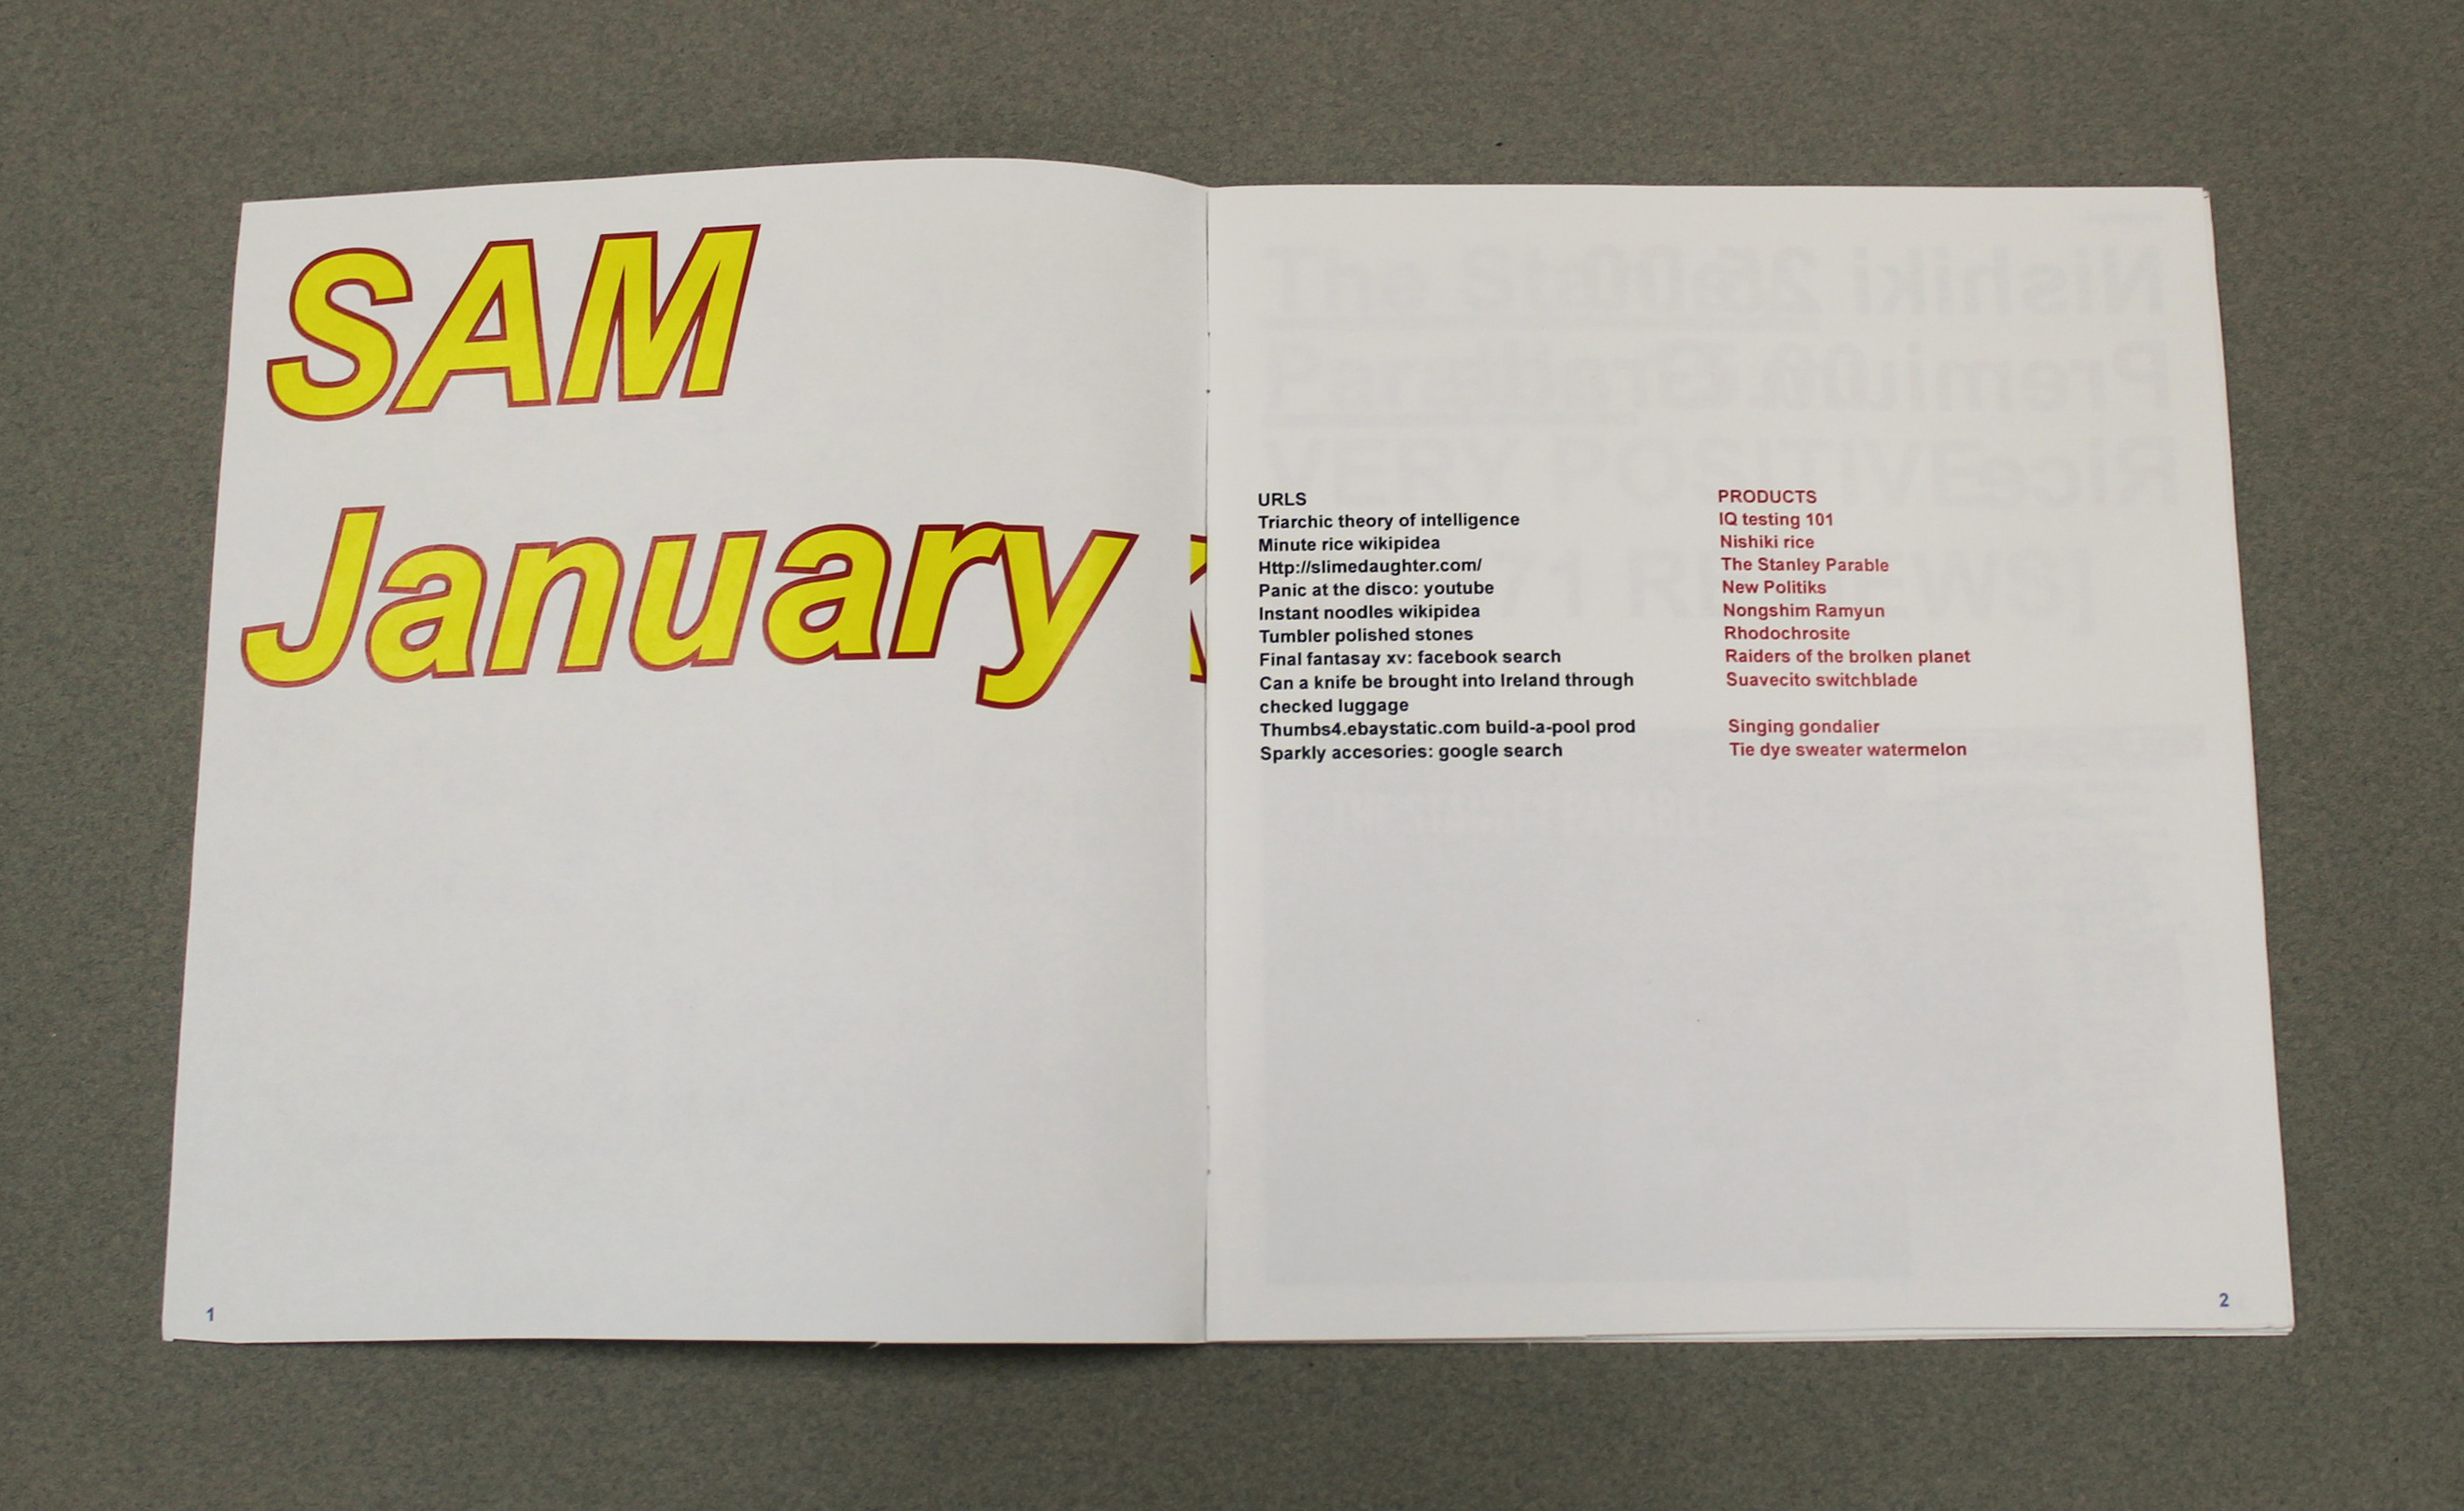 SAM
January
URLS
Triarchic theory of intelligence
Minute rice wikipidea
Http://slimedaughter.com/
Panic at the disco: youtube
Instant noodles wikipidea
Tumbler polished stones
Final fantasay xv: facebook search
Can a knife be brought into Ireland through
checked luggage
Thumbs4.ebaystatic.com build-a-pool prod
Sparkly accesories: google search
PRODUCTS
IQ testing 101
Nishiki rice
The Stanley Parable
New Politiks
Nongshim Ramyun
Rhodochrosite
Raiders of the brolken planet
Suavecito switchblade
Singing gondalier
Tie dye sweater watermelon
1
2